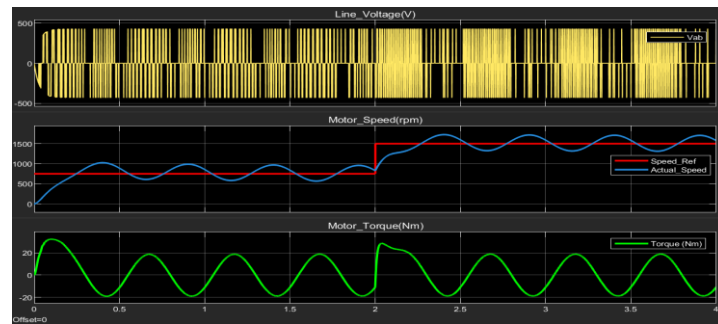 Line_Voltage(V)
500
Vab
0
-500
Motor_Speed(rpm)
1500
Speed_Ref
1000
Actual_Speed
500
0
Motor_Torque(Nm)
Torque (Nm)
20
0
-20
0 0.5 1 1.5 2 2.5 3 3.5 4
Offset=0